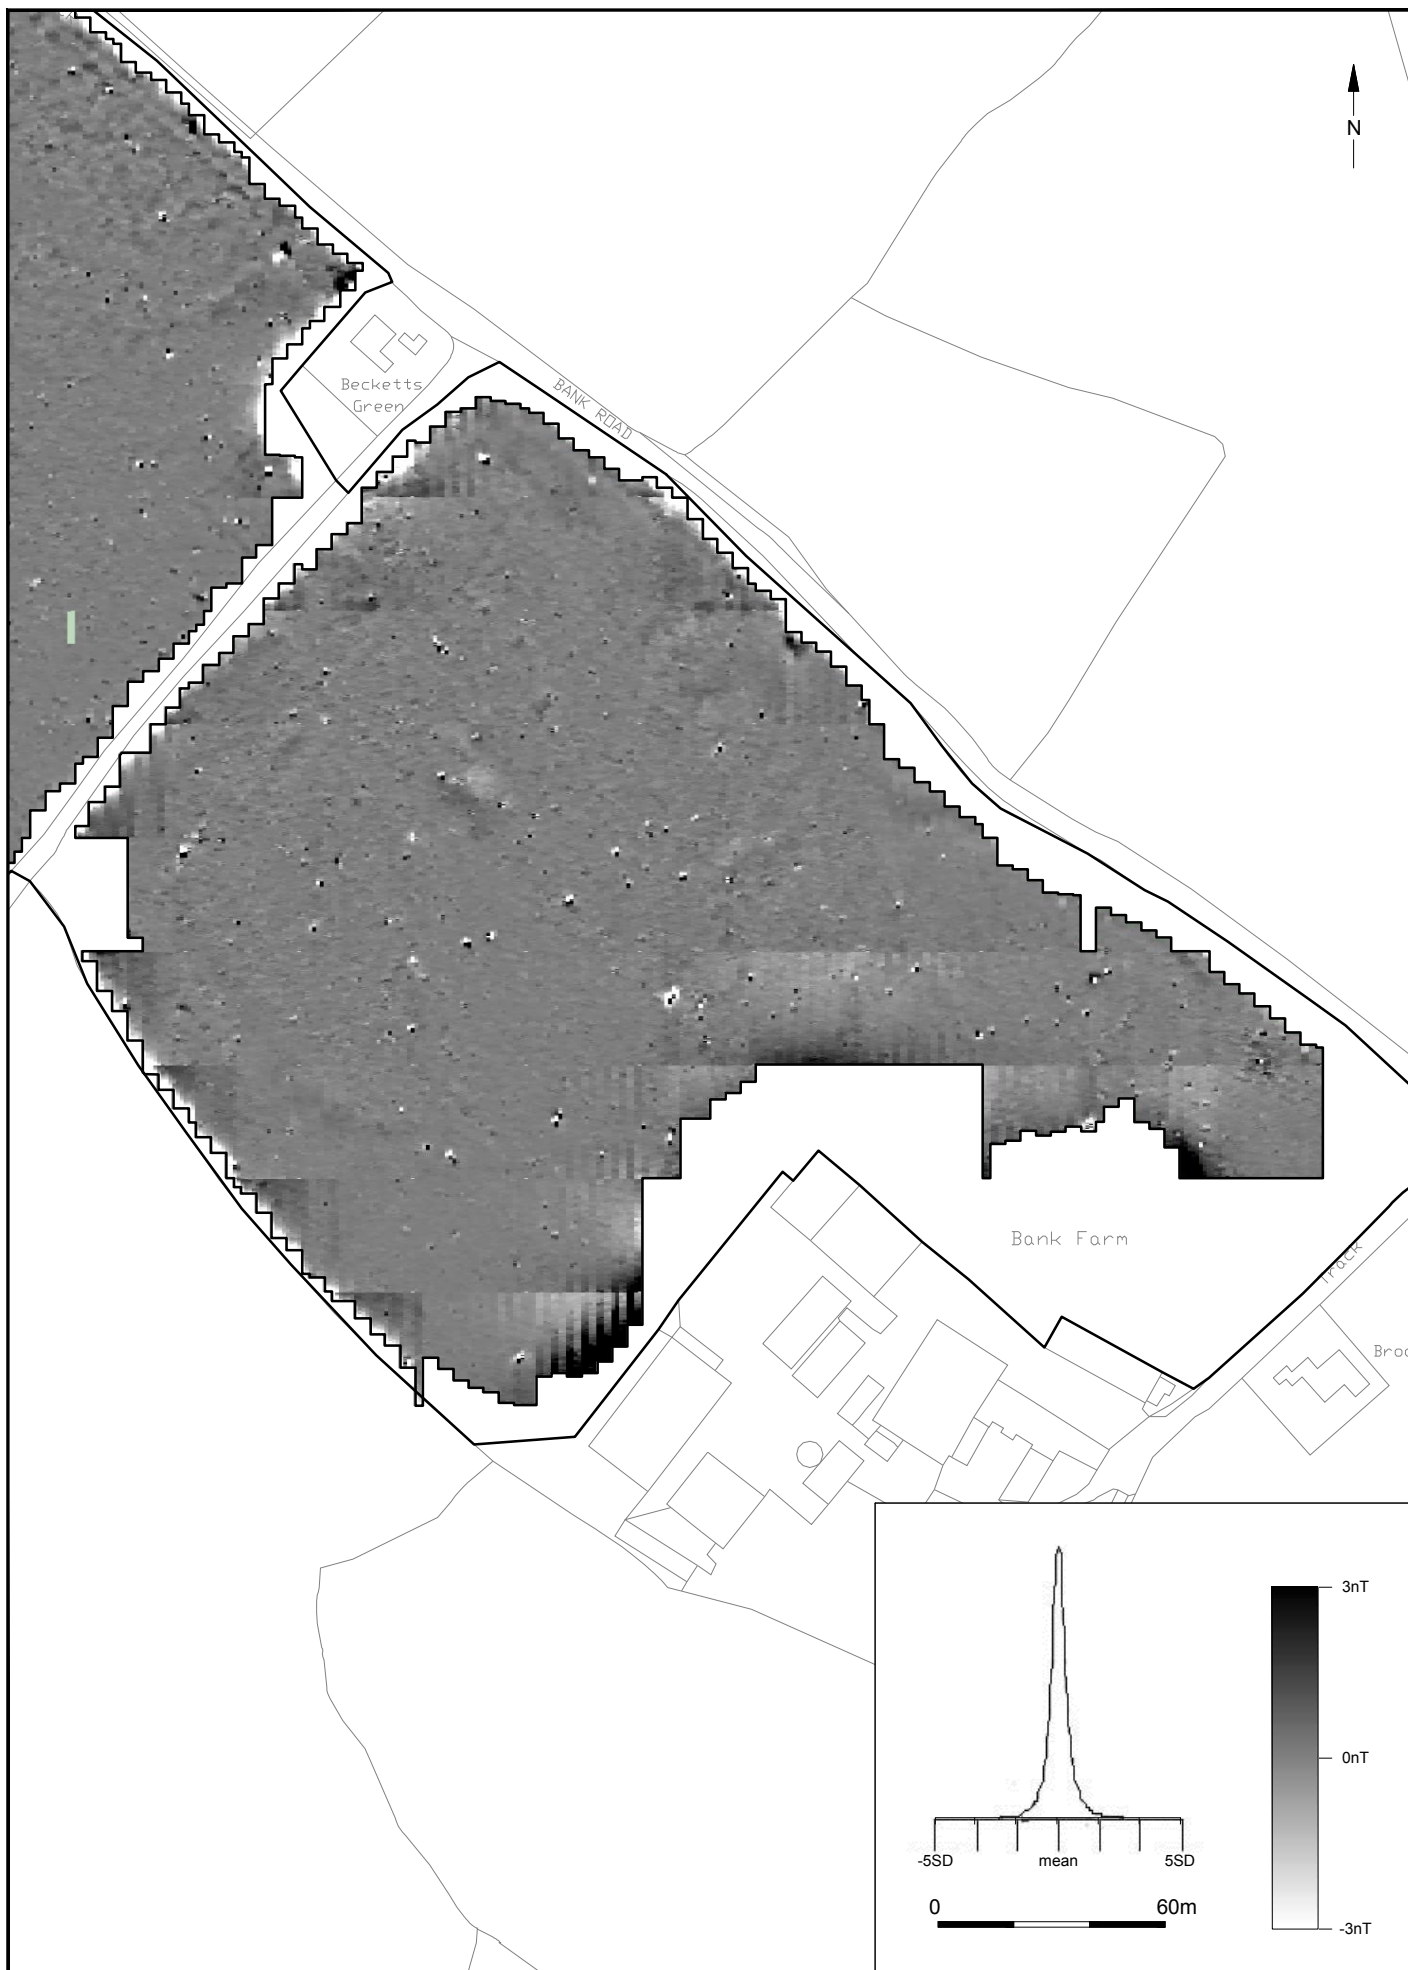 N
Becketts
Green
BANK ROAD
Bank Farm
Track
3nT
0nT
-5SD
mean
5SD
0
60m
-3nT